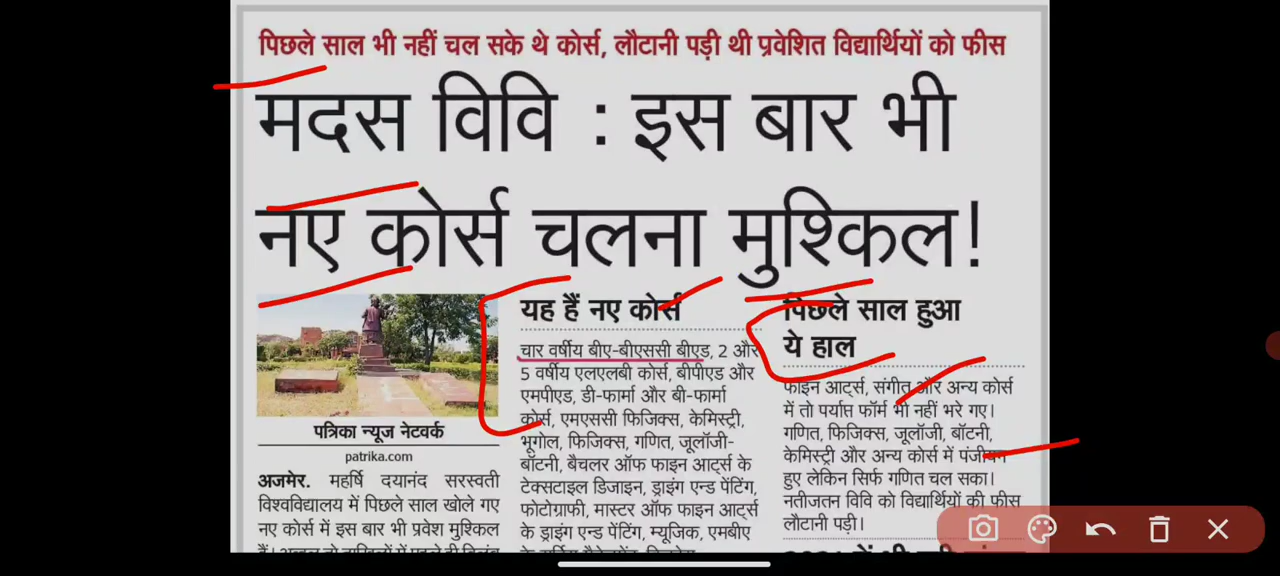 पिछले साल भी नहीं चल सके थे कोर्स, लौटानी पड़ी थी प्रवेशित विद्यार्थियों को फीस
मदस विवि : इस बार भी
नए कोर्स चलना मुश्किल!
पत्रिका न्यूज नेटवर्क
patrika.com
अजमेर. महर्षि दयानंद सरस्वती
विश्वविद्यालय में पिछले साल खोले गए
नए कोर्स में इस बार भी प्रवेश मुश्किल
यह हैं नए कोर्स
चार वर्षीय बीए-बीएससी बीएड, 2 और
5 वर्षीय एलएलबी कोर्स, बीपीएड और
एमपीएड, डी-फार्मा और बी-फार्मा
कोर्स, एमएससी फिजिक्स, केमिस्ट्री,
भूगोल, फिजिक्स, गणित, जूलॉजी-
बॉटनी, बैचलर ऑफ फाइन आर्ट्स के
टेक्सटाइल डिजाइन, ड्राइंग एन्ड पेंटिंग,
फोटोग्राफी, मास्टर ऑफ फाइन आर्ट्स
के ड्राइंग एन्ड पेंटिंग, म्यूजिक, एमबीए
पिछले साल हुआ
ये हाल
फाइन आर्ट्स, संगीत और अन्य कोर्स
में तो पर्याप्त फॉर्म भी नहीं भरे गए।
गणित, फिजिक्स, जूलॉजी, बॉटनी,
केमिस्ट्री और अन्य कोर्स में पंजीयन
हुए लेकिन सिर्फ गणित चल सका।
नतीजतन विवि को विद्यार्थियों की फीस
लौटानी पड़ी।